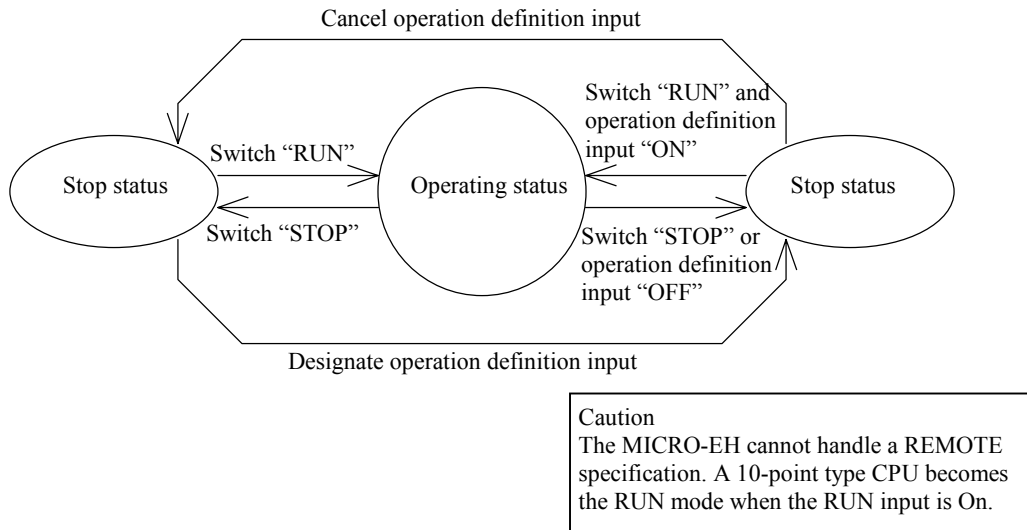 Cancel operation definition input
Switch “RUN” and
operation definition
input “ON”
Switch “RUN”
Stop status
Operating status
Stop status
Switch “STOP”
Switch “STOP” or
operation definition
input “OFF”
Designate operation definition input
Caution
The MICRO-EH cannot handle a REMOTE
specification. A 10-point type CPU becomes
the RUN mode when the RUN input is On.